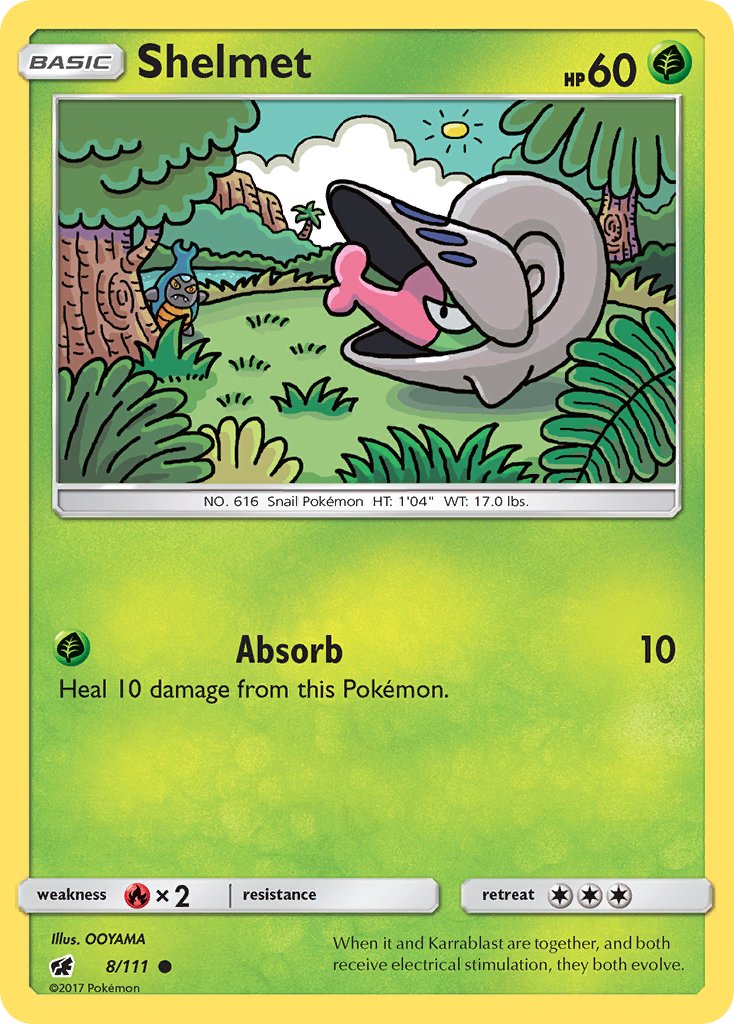 BASIC Shelmet HP60
NO. 616 Snail Pokémon HT: 1'04" WT: 17.0 lbs.
Absorb 10
Heal 10 damage from this Pokémon.
weakness × 2 resistance retreat
Illus. OOYAMA
8/111
©2017 Pokémon
When it and Karrablast are together, and both
receive electrical stimulation, they both evolve.